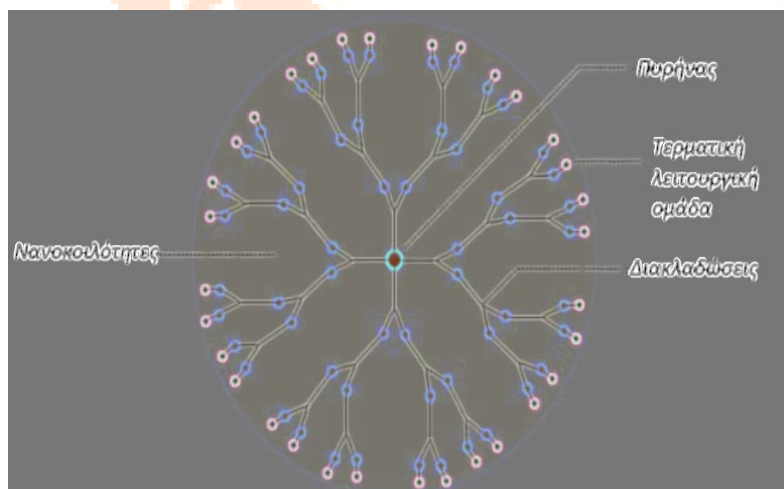 Πυρήνας
Τερματική
λειτουργική
ομάδα
Νανοκοιλότητες
Διακλαδώσεις